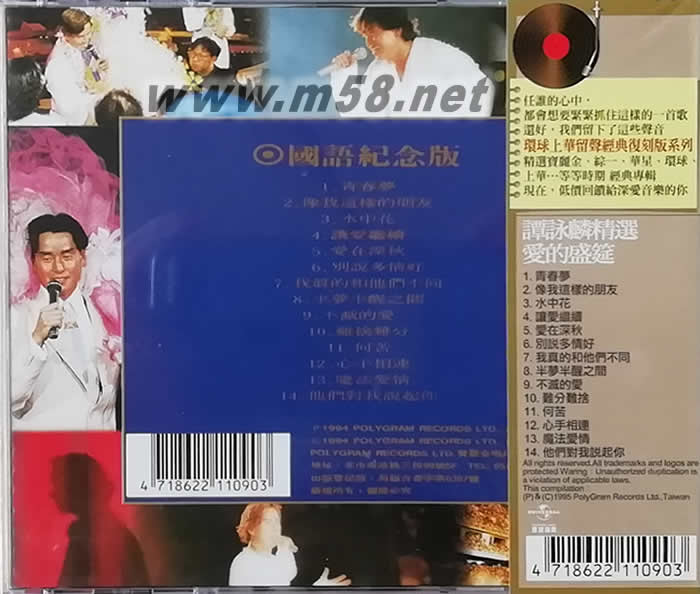 www.m58.net
國語紀念版
1. 青春夢
2. 像我這樣的朋友
3. 水中花
4. 讓愛繼續
5. 愛在深秋
6. 別說多情好
7. 我真的和他們不同
8. 半夢半醒之間
9. 不滅的愛
10. 難捨難分
11. 何苦
12. 心手相連
13. 魔法愛情
14. 他們對我說起你
℗ 1994 POLYGRAM RECORDS LTD.
© 1994 POLYGRAM RECORDS LTD.
POLYGRAM RECORDS LTD.
4 718622 110903
任誰的心中,
都會想要緊緊抓住這樣的一首歌
還好,我們留下了這些聲音
環球上華留聲經典復刻版系列
精選寶麗金、綜一、華星、環球
上華…等等時期 經典專輯
現在,低價回饋給深愛音樂的你
譚詠麟精選
愛的盛筵
1. 青春夢
2. 像我這樣的朋友
3. 水中花
4. 讓愛繼續
5. 愛在深秋
6. 別說多情好
7. 我真的和他們不同
8. 半夢半醒之間
9. 不滅的愛
10. 難分難捨
11. 何苦
12. 心手相連
13. 魔法愛情
14. 他們對我說起你
All rights reserved.All trademarks and logos are
protected Waring : Unauthorized duplication is
a violation of applicable laws.
This compilation
(P) & (C)1995 PolyGram Records Ltd.,Taiwan
UNIVERSAL
環球唱片
4 718622 110903